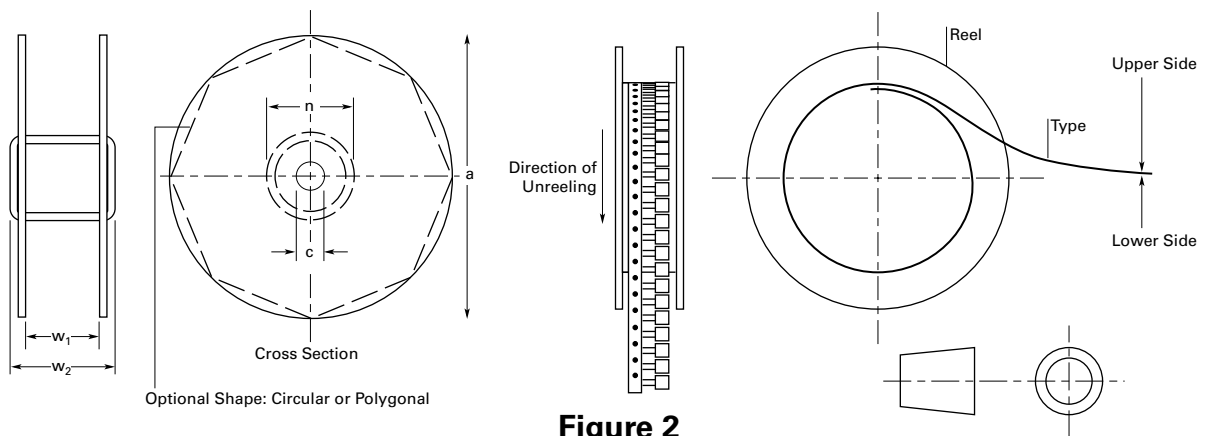 w1
w2
n
a
c
Cross Section
Optional Shape: Circular or Polygonal
Direction of
Unreeling
Reel
Type
Upper Side
Lower Side
Figure 2